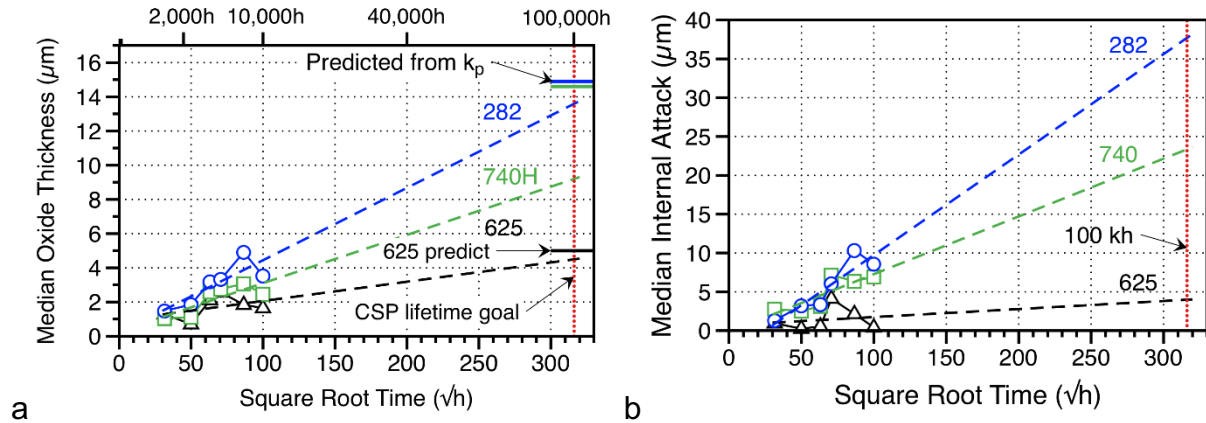 2,000h 10,000h 40,000h 100,000h
Median Oxide Thickness (µm)
16
14
12
10
8
6
4
2
0
Predicted from kp
282
740H
625
625 predict
CSP lifetime goal
0 50 100 150 200 250 300
Square Root Time (√h)
a
Median Internal Attack (µm)
40
35
30
25
20
15
10
5
0
282
740
100 kh
625
0 50 100 150 200 250 300
Square Root Time (√h)
b